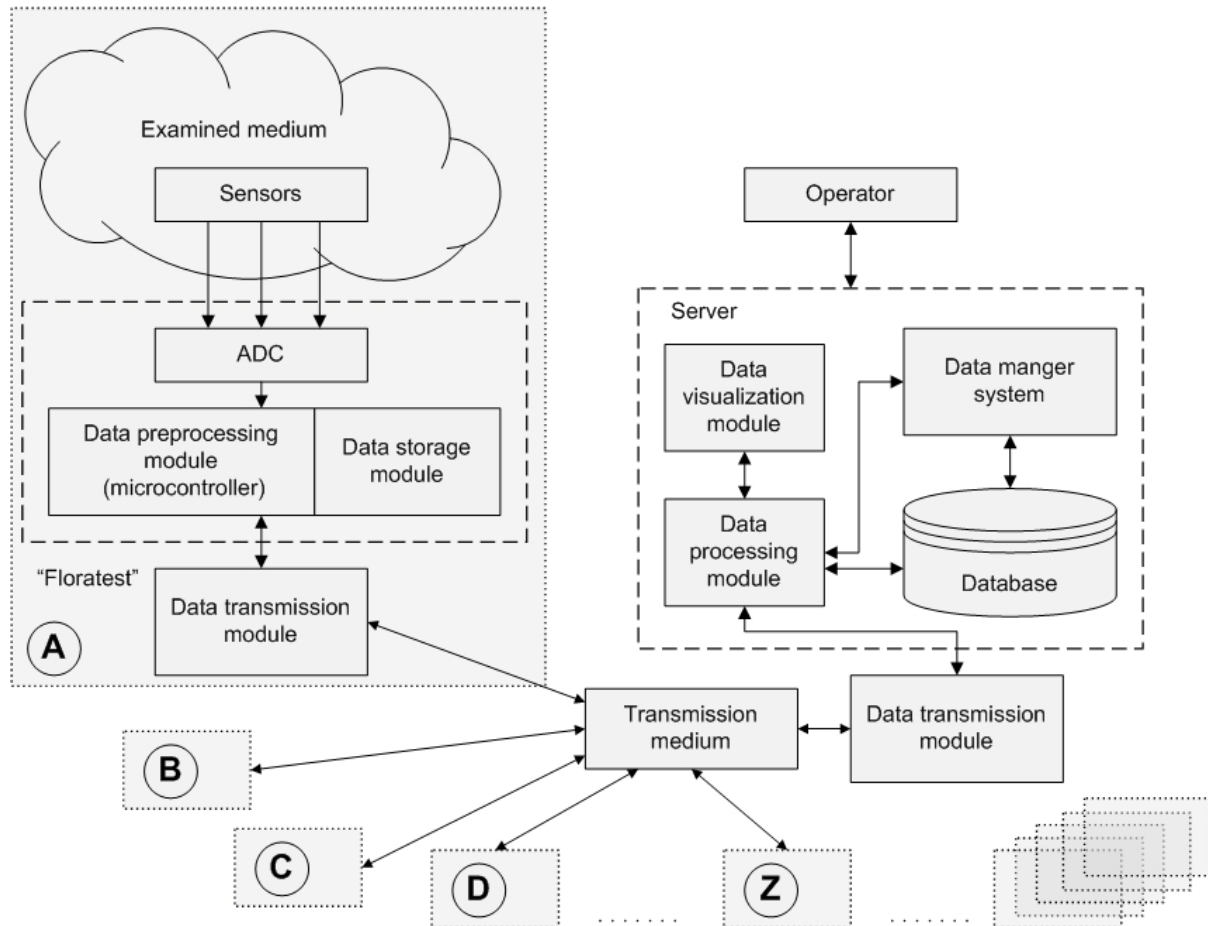 Examined medium
Sensors
ADC
Data preprocessing
module
(microcontroller)
Data storage
module
“Floratest”
Data transmission
module
A
Operator
Server
Data
visualization
module
Data manger
system
Data
processing
module
Database
Transmission
medium
Data transmission
module
B
C
D
. . . . . .
Z
. . . . . .